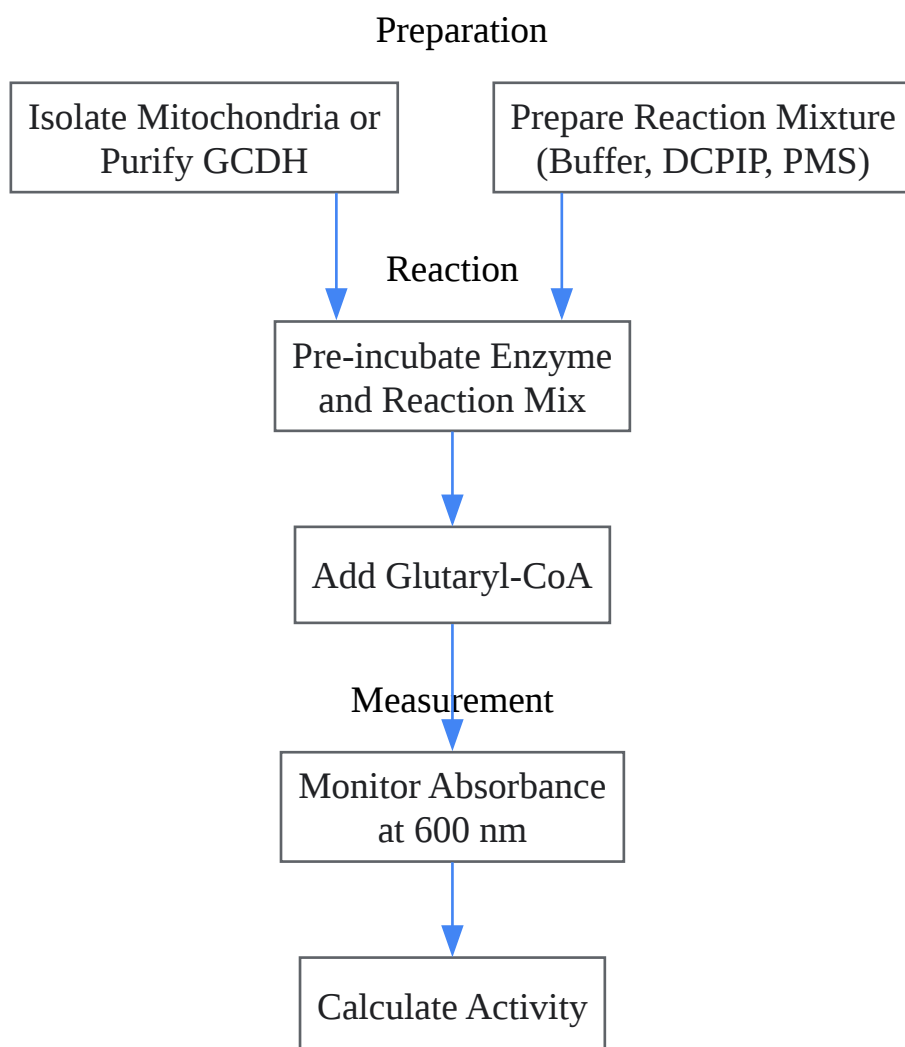 Preparation
Isolate Mitochondria or
Purify GCDH
Prepare Reaction Mixture
(Buffer, DCPIP, PMS)
Reaction
Pre-incubate Enzyme
and Reaction Mix
Add Glutaryl-CoA
Measurement
Monitor Absorbance
at 600 nm
Calculate Activity